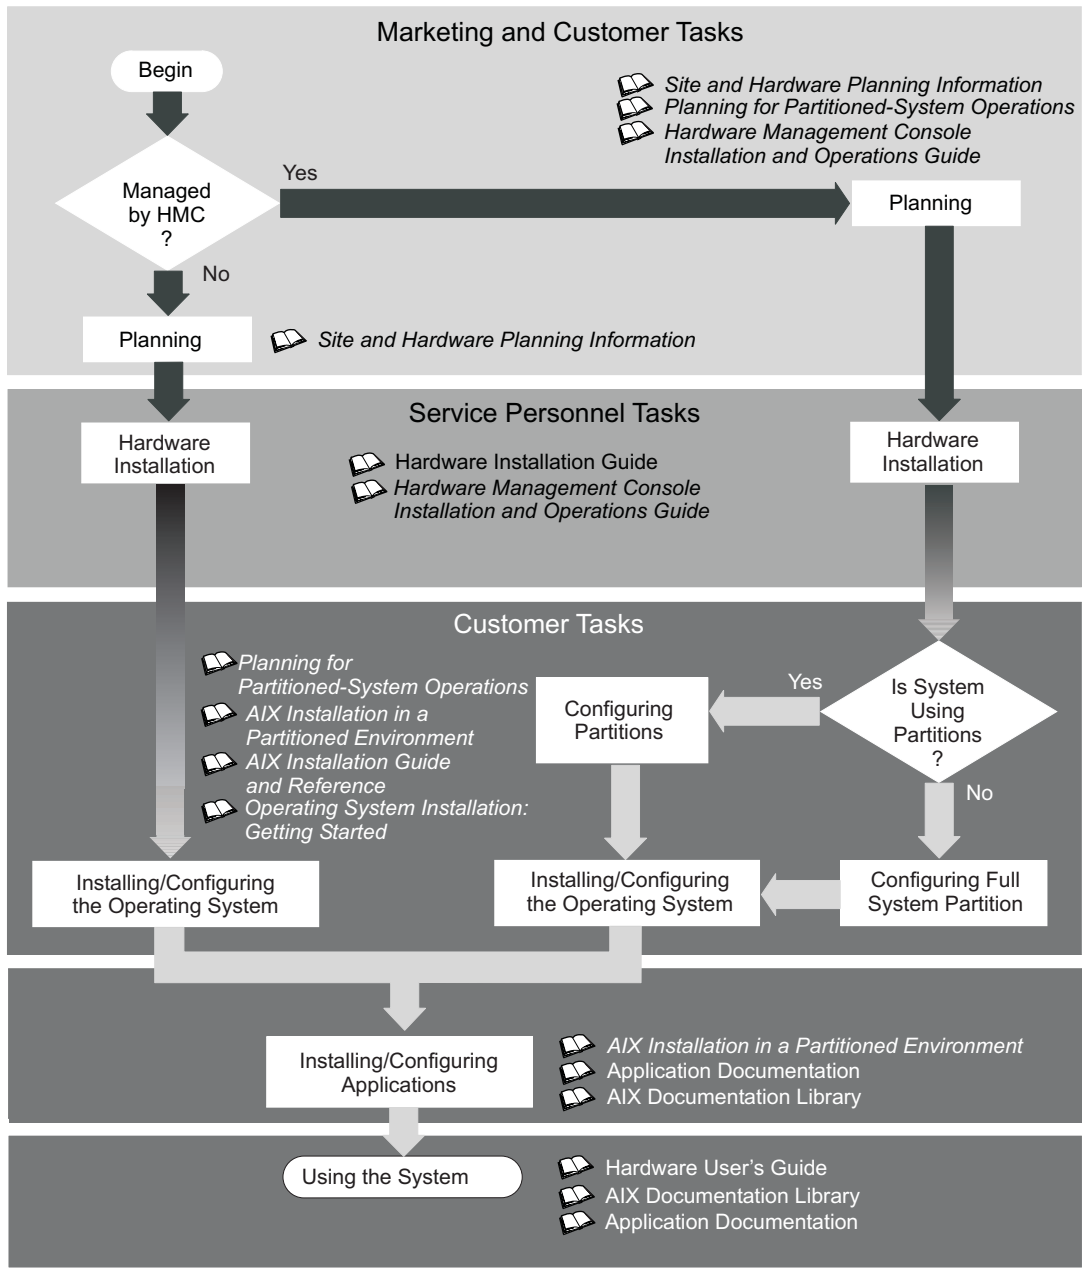 Marketing and Customer Tasks
Begin
Site and Hardware Planning Information
Planning for Partitioned-System Operations
Hardware Management Console
Installation and Operations Guide
Managed
by HMC
?
Yes
Planning
No
Planning
Site and Hardware Planning Information
Service Personnel Tasks
Hardware
Installation
Hardware Installation Guide
Hardware Management Console
Installation and Operations Guide
Hardware
Installation
Customer Tasks
Planning for
Partitioned-System Operations
AIX Installation in a
Partitioned Environment
AIX Installation Guide
and Reference
Operating System Installation:
Getting Started
Configuring
Partitions
Yes
Is System
Using
Partitions
?
No
Installing/Configuring
the Operating System
Installing/Configuring
the Operating System
Configuring Full
System Partition
Installing/Configuring
Applications
AIX Installation in a Partitioned Environment
Application Documentation
AIX Documentation Library
Using the System
Hardware User's Guide
AIX Documentation Library
Application Documentation